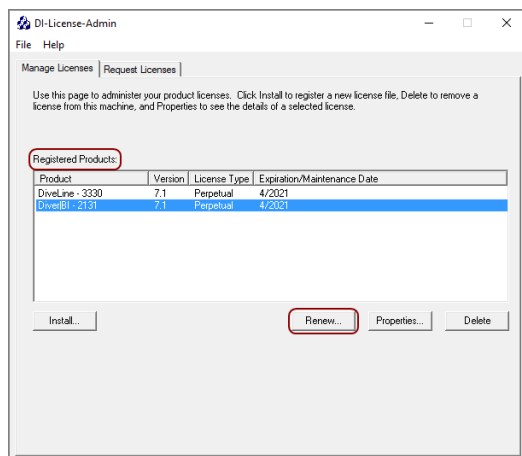 DI-License-Admin
File Help
Manage Licenses Request Licenses
Use this page to administer your product licenses. Click Install to register a new license file, Delete to remove a
license from this machine, and Properties to see the details of a selected license.
Registered Products:
Product Version License Type Expiration/Maintenance Date
DiveLine - 3330 7.1 Perpetual 4/2021
Diver|BI - 2131 7.1 Perpetual 4/2021
Install... Renew... Properties... Delete